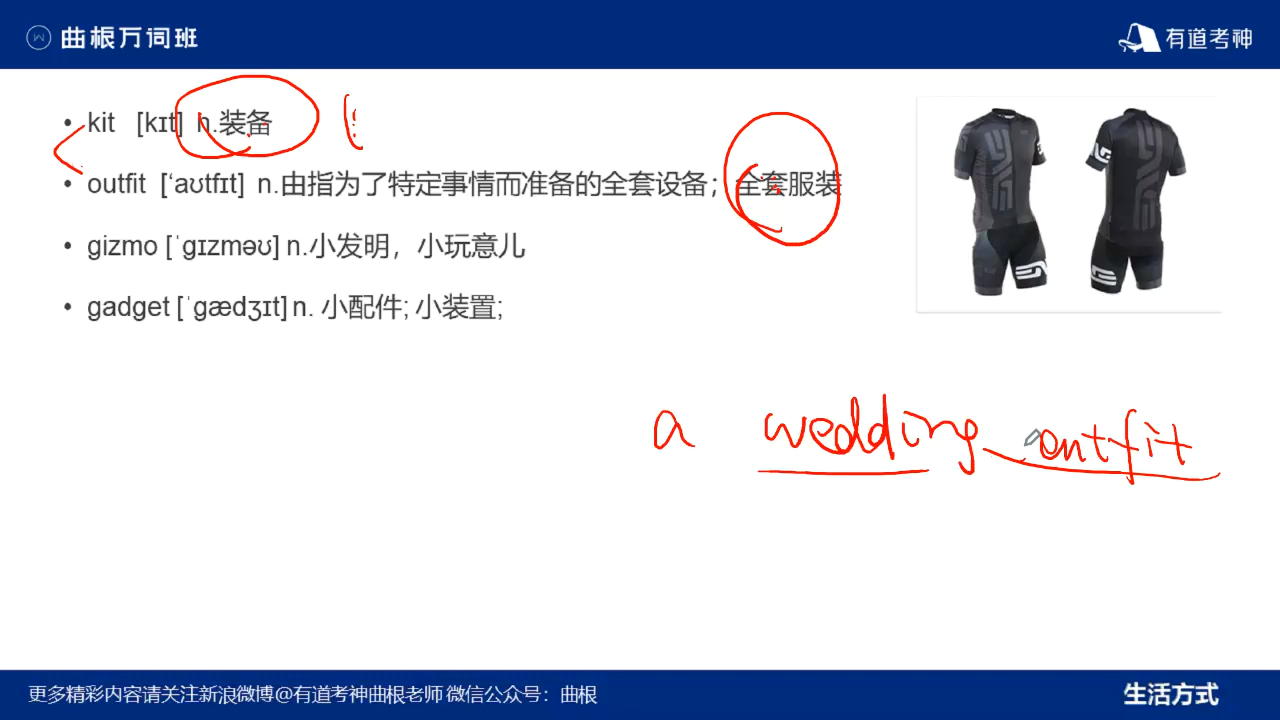 曲根万词班
有道考神
kit [kɪt] n.装备
outfit [‘aʊtfɪt] n.由指为了特定事情而准备的全套设备；全套服装
gizmo [ˈɡɪzməʊ] n.小发明，小玩意儿
gadget [ˈɡædʒɪt] n. 小配件; 小装置;
a wedding outfit
更多精彩内容请关注新浪微博@有道考神曲根老师 微信公众号：曲根
生活方式